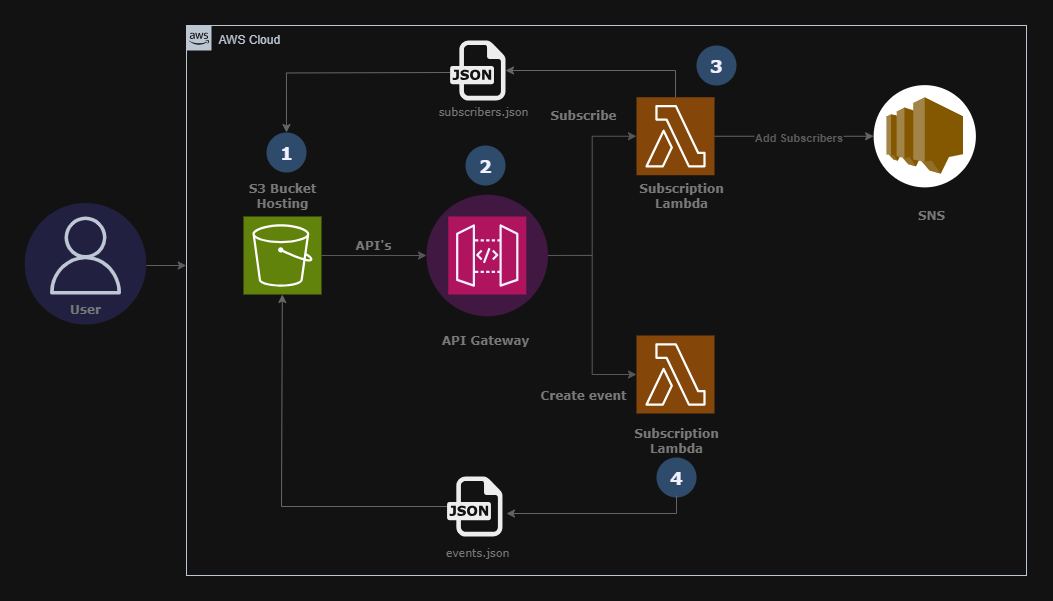 aws
AWS Cloud
JSON
subscribers.json
3
Subscribe
1
2
Add Subscribers
S3 Bucket
Hosting
Subscription
Lambda
SNS
API's
</>
User
API Gateway
Create event
Subscription
Lambda
4
JSON
events.json